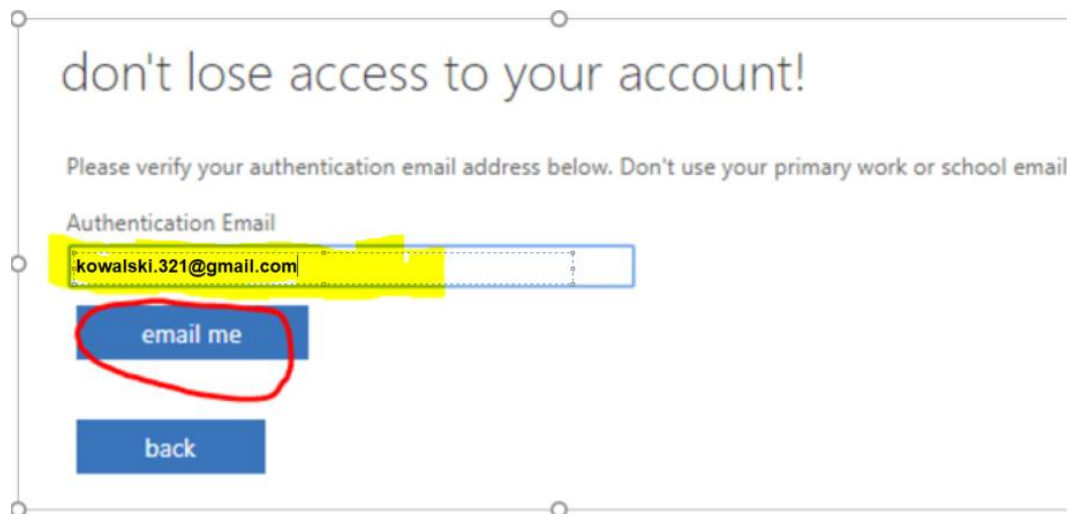 don't lose access to your account!
Please verify your authentication email address below. Don't use your primary work or school email
Authentication Email
kowalski.321@gmail.com
email me
back